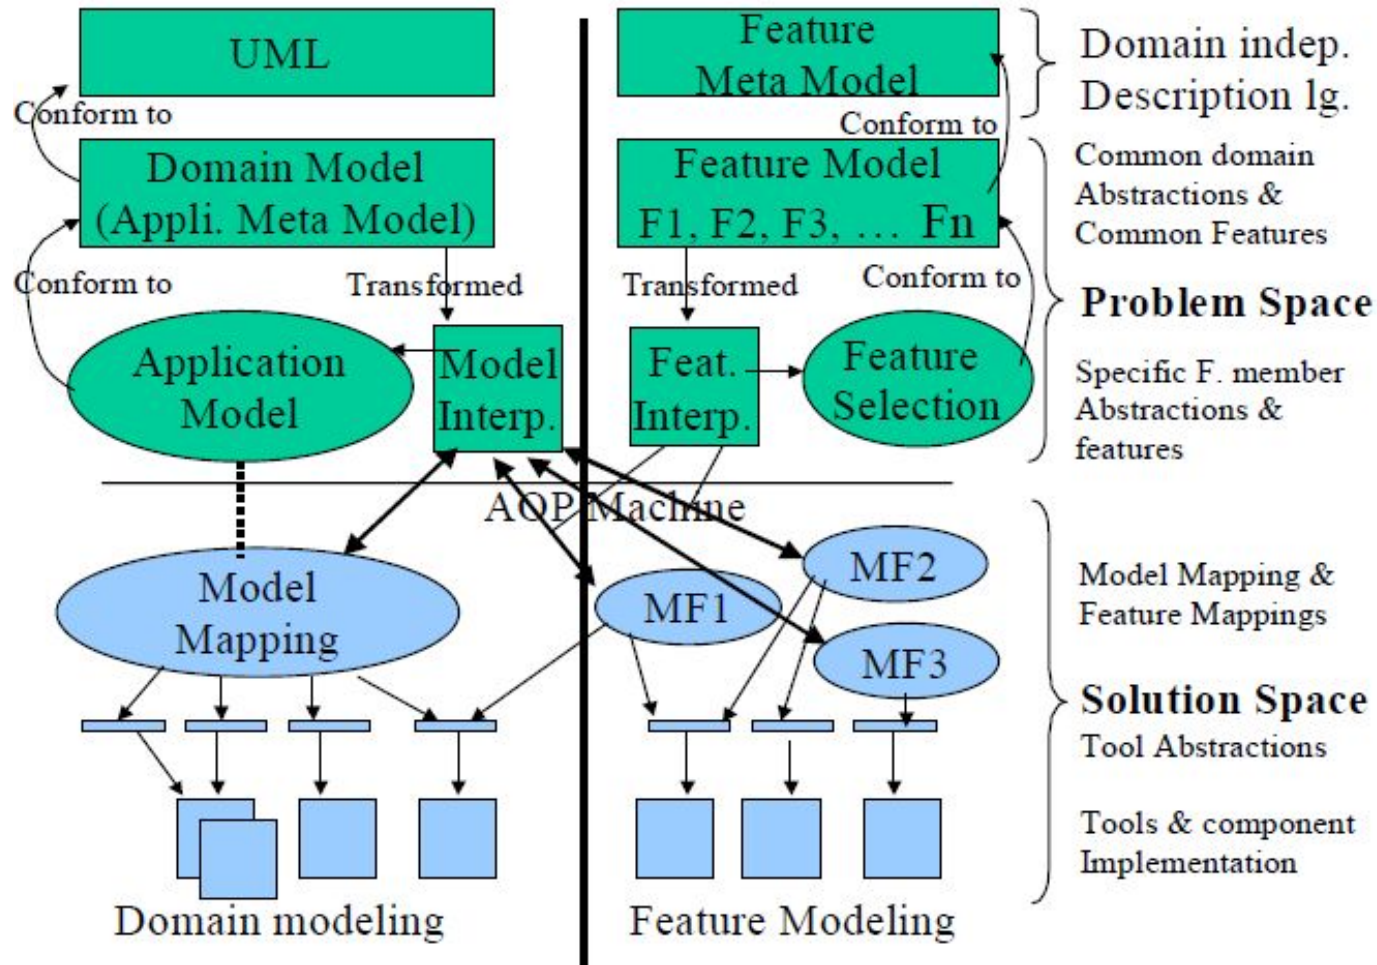 UML
Conform to
Domain Model
(Appli. Meta Model)
Conform to
Transformed
Application
Model
Model
Interp.
Feature
Meta Model
Conform to
Feature Model
F1, F2, F3, … Fn
Transformed
Conform to
Feat.
Interp.
Feature
Selection
Domain indep.
Description lg.
Common domain
Abstractions &
Common Features
Problem Space
Specific F. member
Abstractions &
features
AOP Machine
Model
Mapping
MF1
MF2
MF3
Model Mapping &
Feature Mappings
Solution Space
Tool Abstractions
Tools & component
Implementation
Domain modeling
Feature Modeling